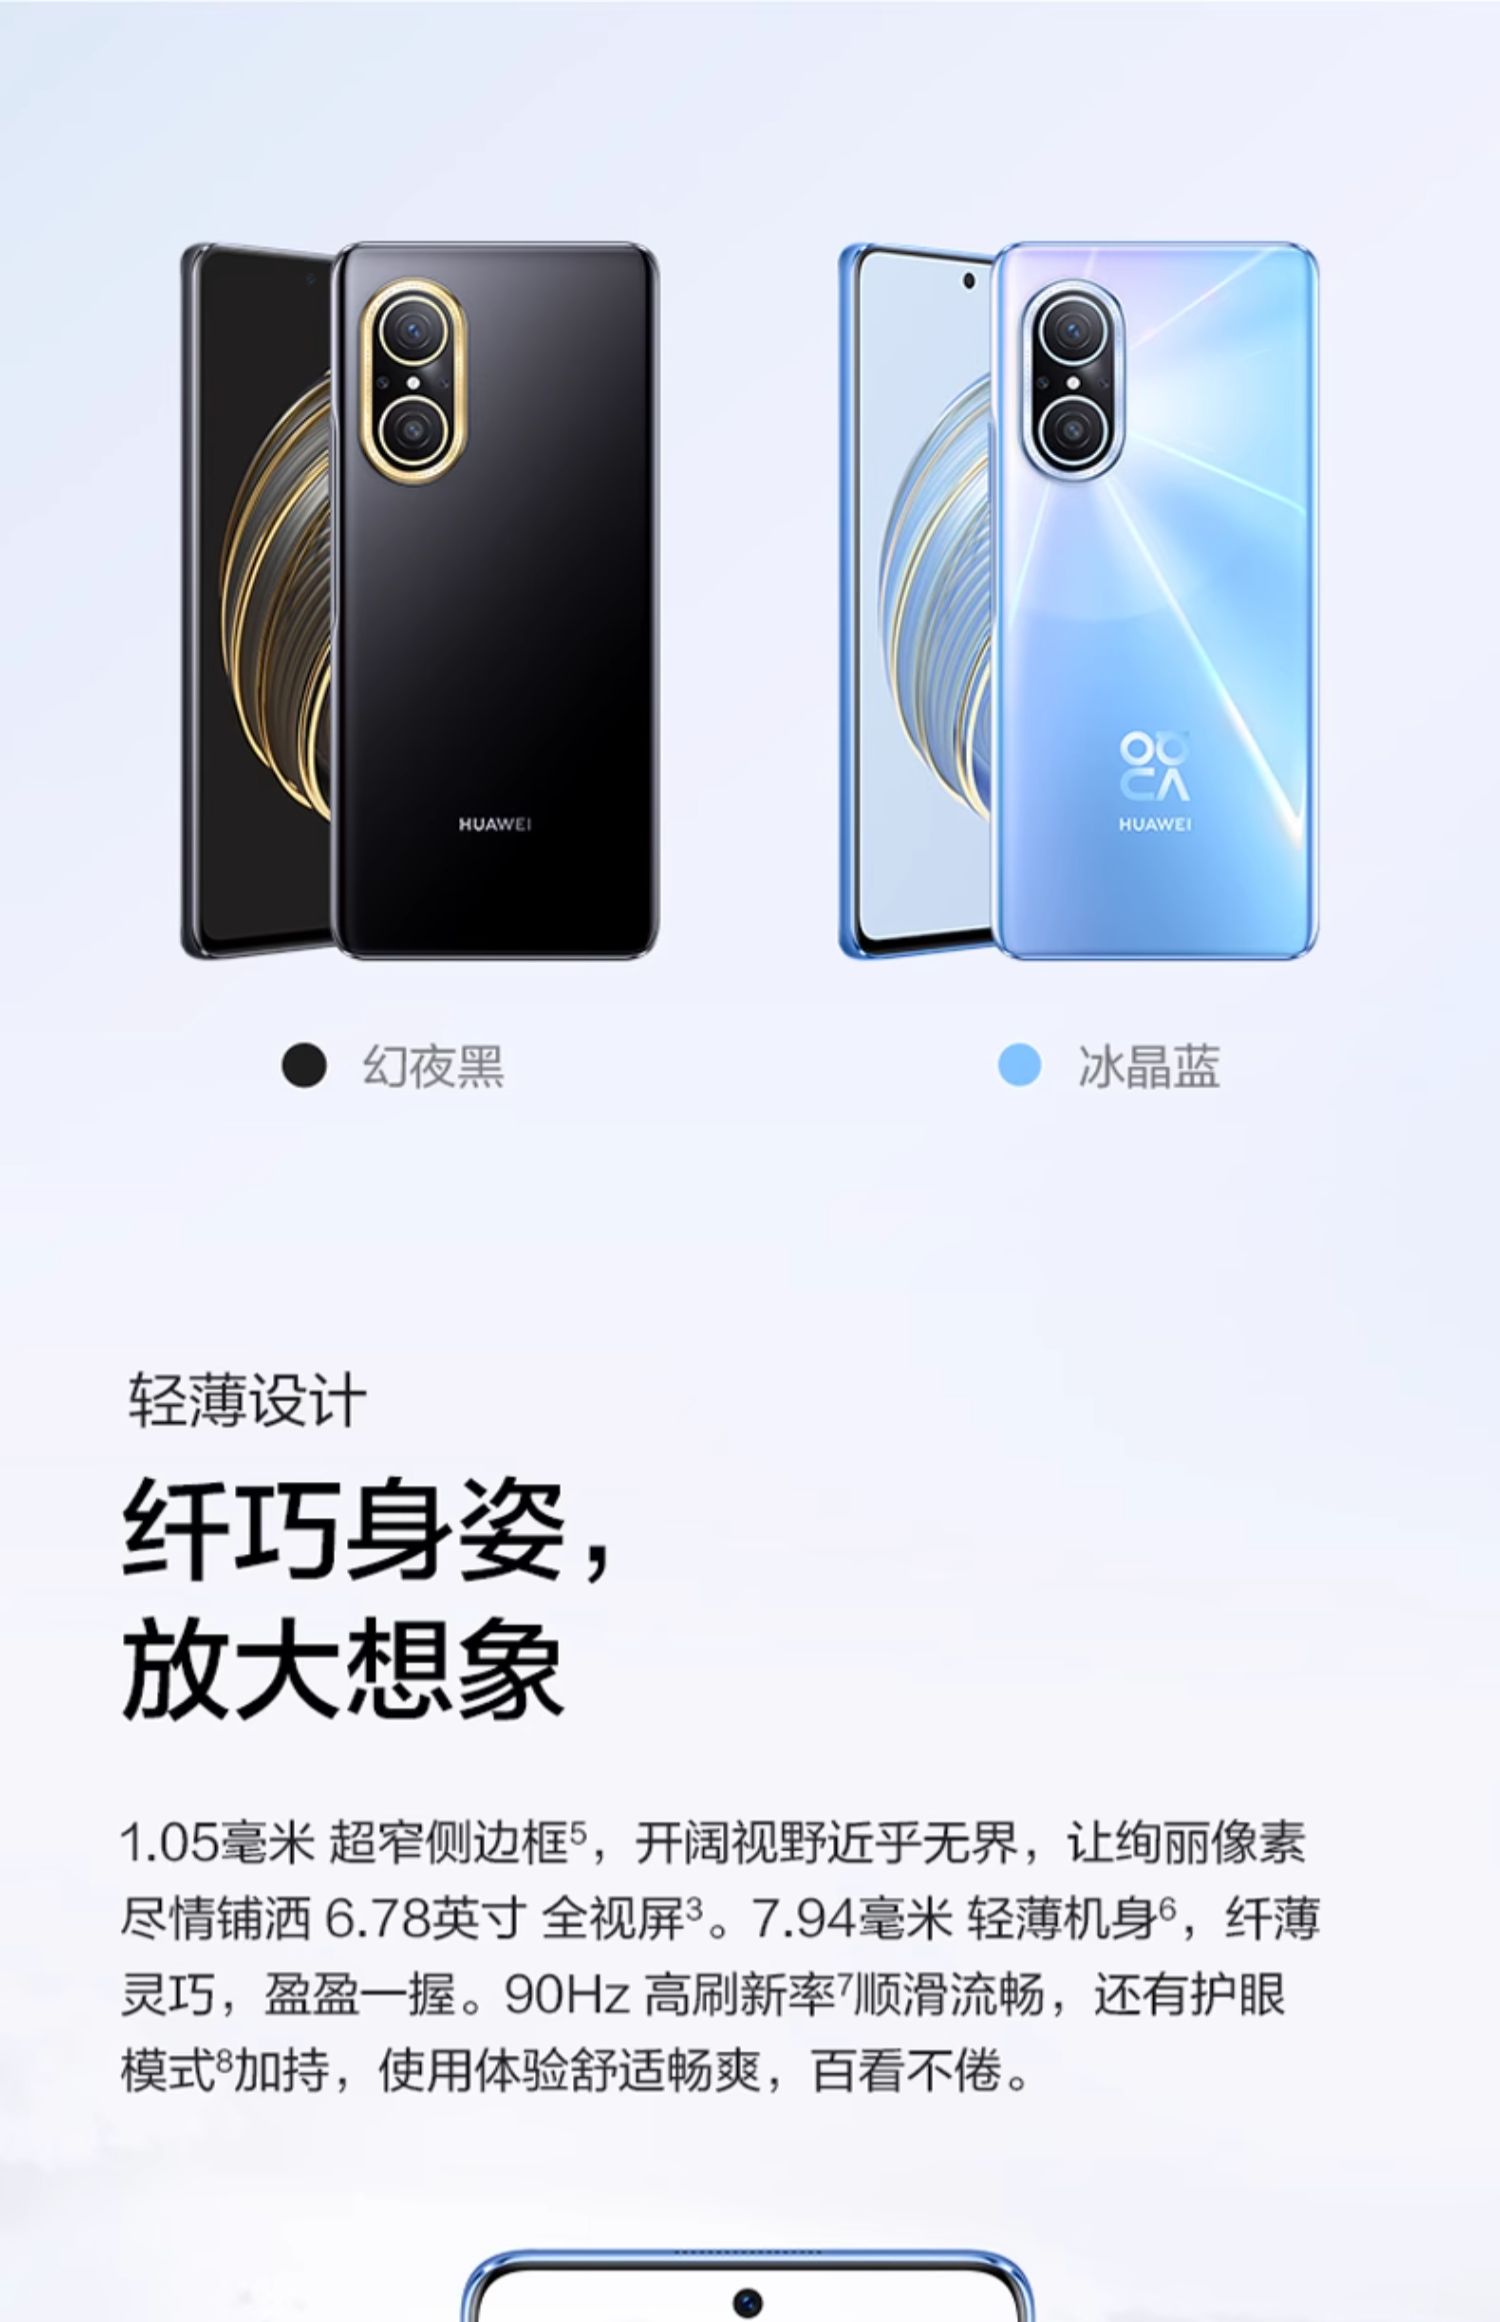 HUAWEI
HUAWEI
幻夜黑
冰晶蓝
轻薄设计
纤巧身姿，
放大想象
1.05毫米 超窄侧边框⁵，开阔视野近乎无界，让绚丽像素
尽情铺洒 6.78英寸 全视屏³。7.94毫米 轻薄机身⁶，纤薄
灵巧，盈盈一握。90Hz 高刷新率⁷顺滑流畅，还有护眼
模式⁸加持，使用体验舒适畅爽，百看不倦。